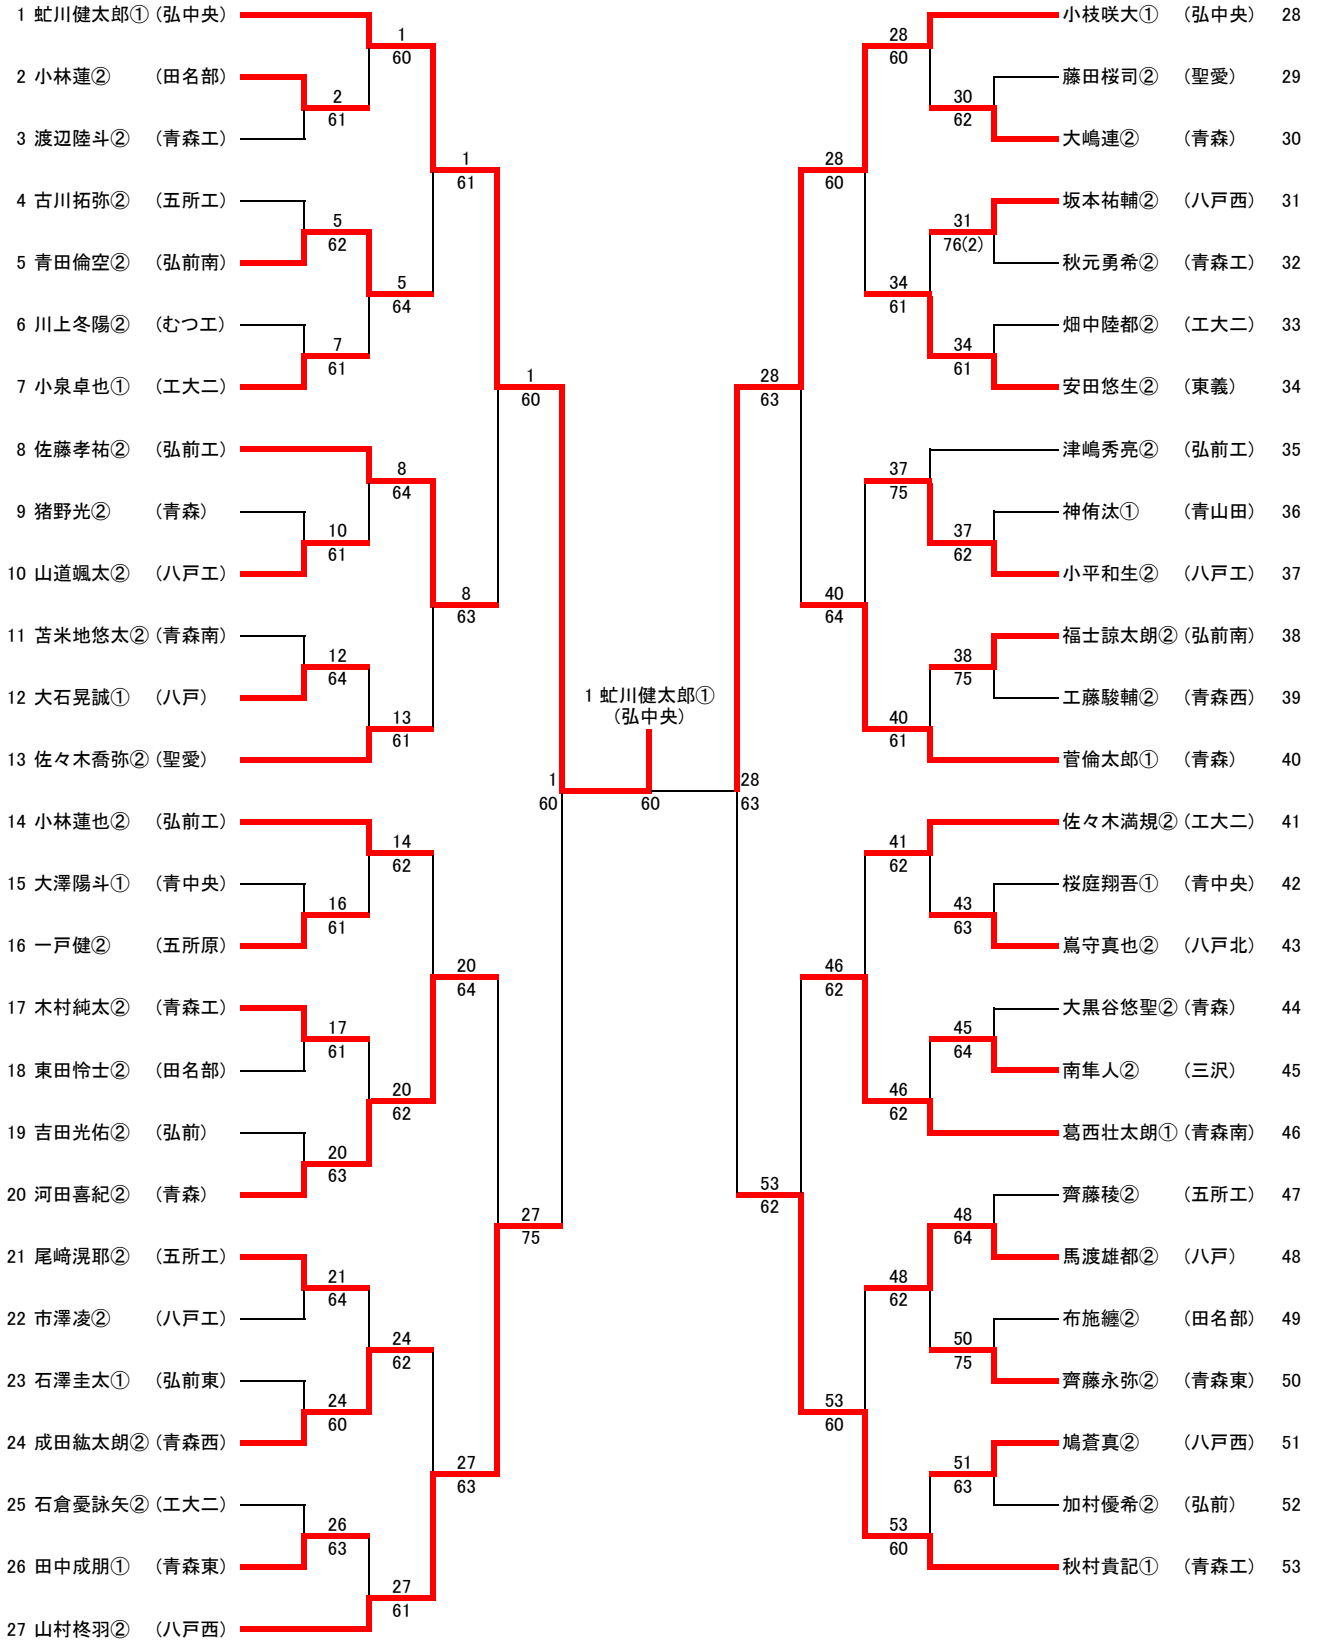 1 虻川健太郎① (弘中央)
2 小林蓮② (田名部)
3 渡辺陸斗② (青森工)
4 古川拓弥② (五所工)
5 青田倫空② (弘前南)
6 川上冬陽② (むつ工)
7 小泉卓也① (工大二)
8 佐藤孝祐② (弘前工)
9 猪野光② (青森)
10 山道颯太② (八戸工)
11 苫米地悠太② (青森南)
12 大石晃誠① (八戸)
13 佐々木喬弥② (聖愛)
14 小林蓮也② (弘前工)
15 大澤陽斗① (青中央)
16 一戸健② (五所原)
17 木村純太② (青森工)
18 東田怜士② (田名部)
19 吉田光佑② (弘前)
20 河田喜紀② (青森)
21 尾﨑滉耶② (五所工)
22 市澤凌② (八戸工)
23 石澤圭太① (弘前東)
24 成田紘太朗② (青森西)
25 石倉憂詠矢② (工大二)
26 田中成朋① (青森東)
27 山村柊羽② (八戸西)
2
61
5
62
7
61
10
61
12
64
16
61
17
61
20
63
21
64
24
60
26
63
1
60
5
64
8
64
13
61
14
62
20
62
24
62
27
61
1
61
8
63
20
64
27
63
1
60
27
75
1
60
1 虻川健太郎①
(弘中央)
60
28
63
28
63
53
62
28
60
40
64
46
62
53
60
28
60
34
61
37
75
40
61
41
62
46
62
48
62
53
60
30
62
31
76(2)
34
61
37
62
38
75
43
63
45
64
48
64
50
75
51
63
小枝咲大① (弘中央) 28
藤田桜司② (聖愛) 29
大嶋連② (青森) 30
坂本祐輔② (八戸西) 31
秋元勇希② (青森工) 32
畑中陸都② (工大二) 33
安田悠生② (東義) 34
津嶋秀亮② (弘前工) 35
神侑汰① (青山田) 36
小平和生② (八戸工) 37
福士諒太朗② (弘前南) 38
工藤駿輔② (青森西) 39
菅倫太郎① (青森) 40
佐々木満規② (工大二) 41
桜庭翔吾① (青中央) 42
嶌守真也② (八戸北) 43
大黒谷悠聖② (青森) 44
南隼人② (三沢) 45
葛西壮太朗① (青森南) 46
齊藤稜② (五所工) 47
馬渡雄都② (八戸) 48
布施纏② (田名部) 49
齊藤永弥② (青森東) 50
鳩蒼真② (八戸西) 51
加村優希② (弘前) 52
秋村貴記① (青森工) 53